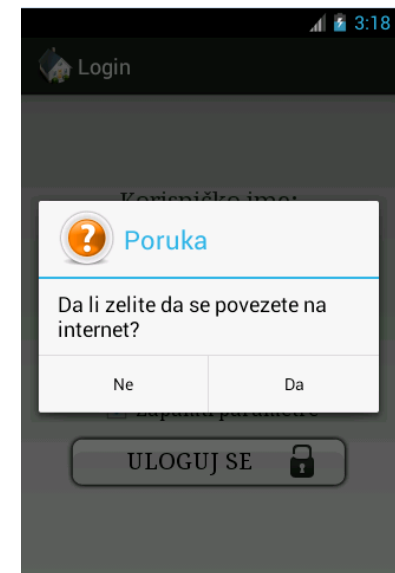 3:18
Login
Korisničko ime:
Poruka
Da li zelite da se povezete na
internet?
Ne
Da
Zapamti parametre
ULOGUJ SE